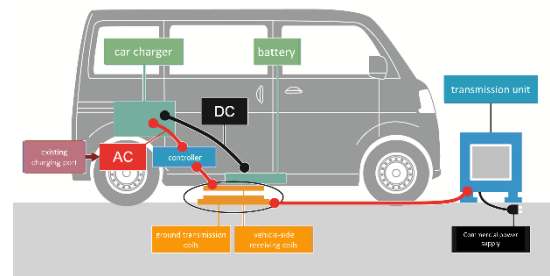 car charger
battery
transmission unit
DC
existing
charging port
AC
controller
ground transmission
coils
vehicle-side
receiving coils
Commercial power
supply